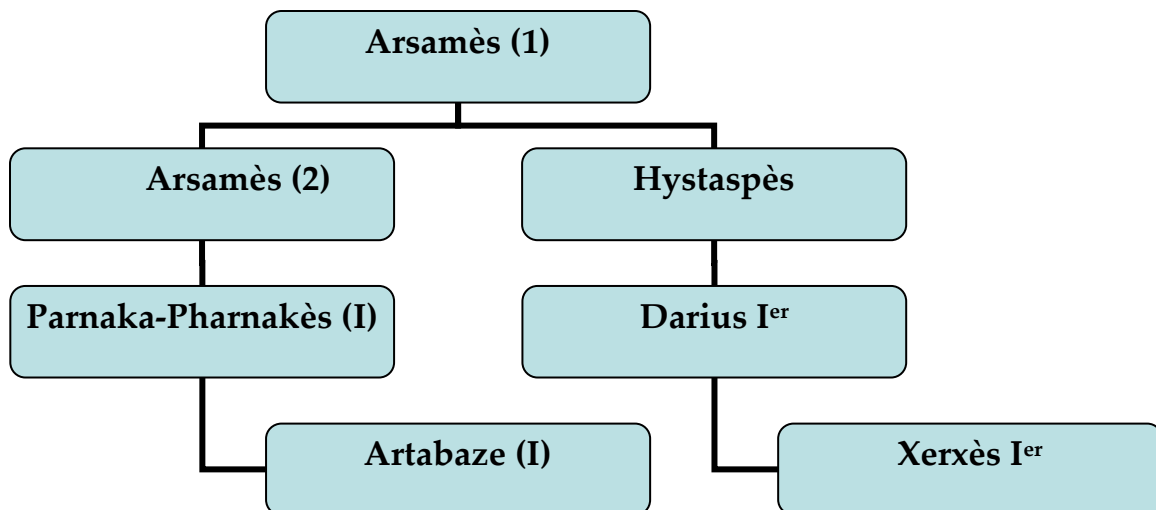 Arsamès (1)
Arsamès (2)
Hystaspès
Parnaka-Pharnakès (I)
Darius Iᵉʳ
Artabaze (I)
Xerxès Iᵉʳ